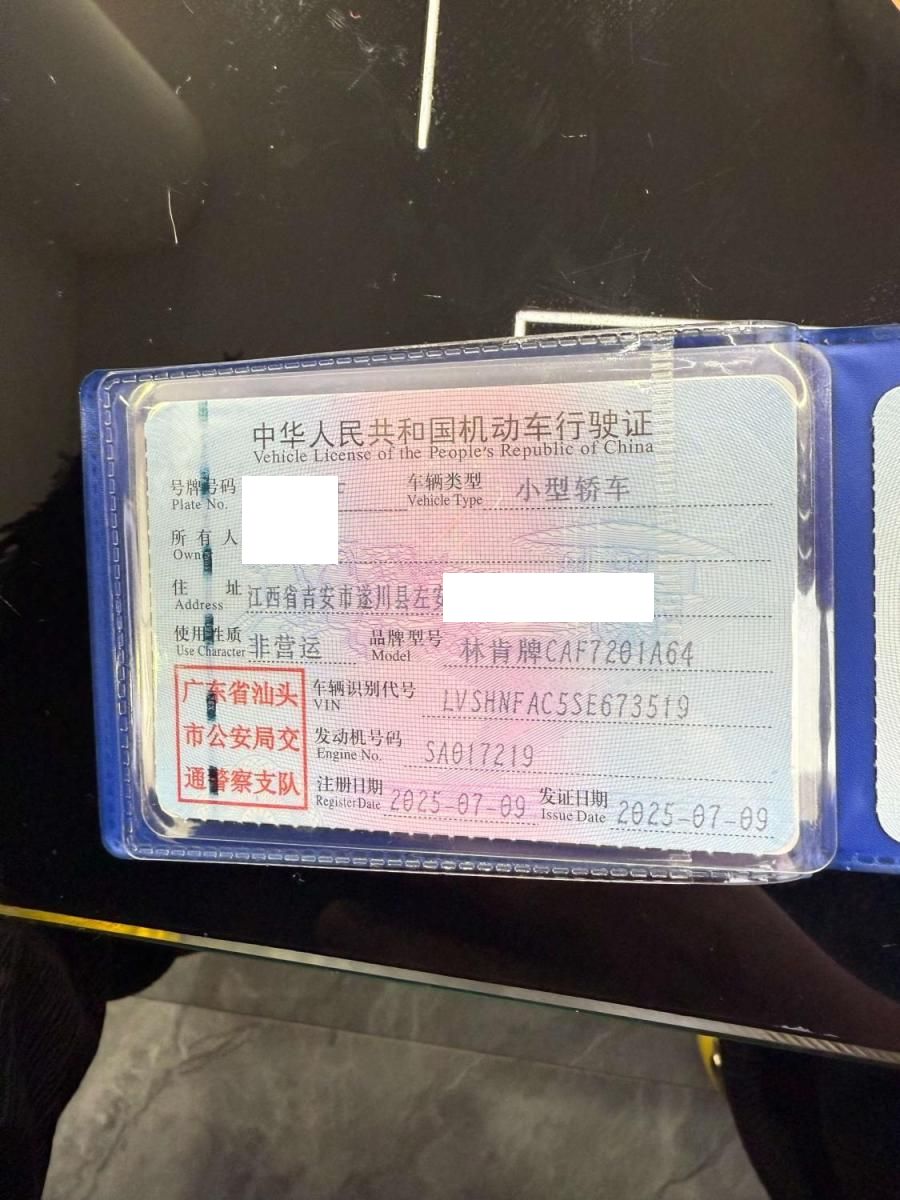 中华人民共和国机动车行驶证
Vehicle License of the People's Republic of China
号牌号码 车辆类型 小型轿车
Plate No. Vehicle Type
所有人
Owner
住址 江西省吉安市遂川县左安
Address
使用性质 非营运 品牌型号 林肯牌CAF7201A64
Use Character Model
广东省汕头 车辆识别代号 LVSHNFAC5SE673519
VIN
市公安局交 发动机号码 SA017219
Engine No.
通警察支队 注册日期 2025-07-09 发证日期 2025-07-09
Register Date Issue Date